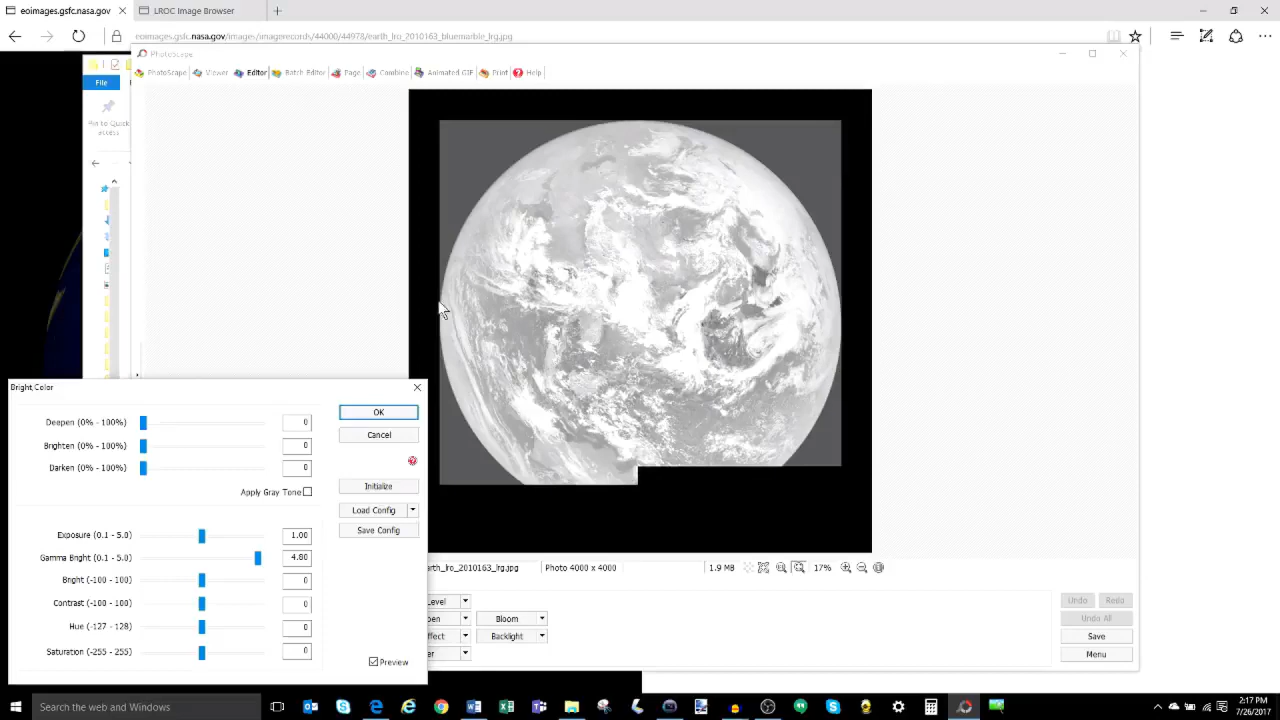 eoimages.gsfc.nasa.gov
LROC Image Browser
eoimages.gsfc.nasa.gov/images/imagerecords/44000/44978/earth_lro_2010163_bluemarble_lrg.jpg
PhotoScape
PhotoScape Viewer Editor Batch Editor Page Combine Animated GIF Print Help
File
Pin to Quick
access
Bright, Color
Deepen (0% - 100%) 0
OK
Brighten (0% - 100%) 0
Cancel
Darken (0% - 100%) 0
Apply Gray Tone
Initialize
Load Config
Save Config
Exposure (0.1 - 5.0) 1.00
Gamma Bright (0.1 - 5.0) 4.80
Bright (-100 - 100) 0
Contrast (-100 - 100) 0
Hue (-127 - 128) 0
Saturation (-255 - 255) 0
Preview
earth_lro_2010163_lrg.jpg
Photo 4000 x 4000
1.9 MB
17%
Level
Bloom
Backlight
Undo Redo
Undo All
Save
Menu
Search the web and Windows
2:17 PM
7/26/2017